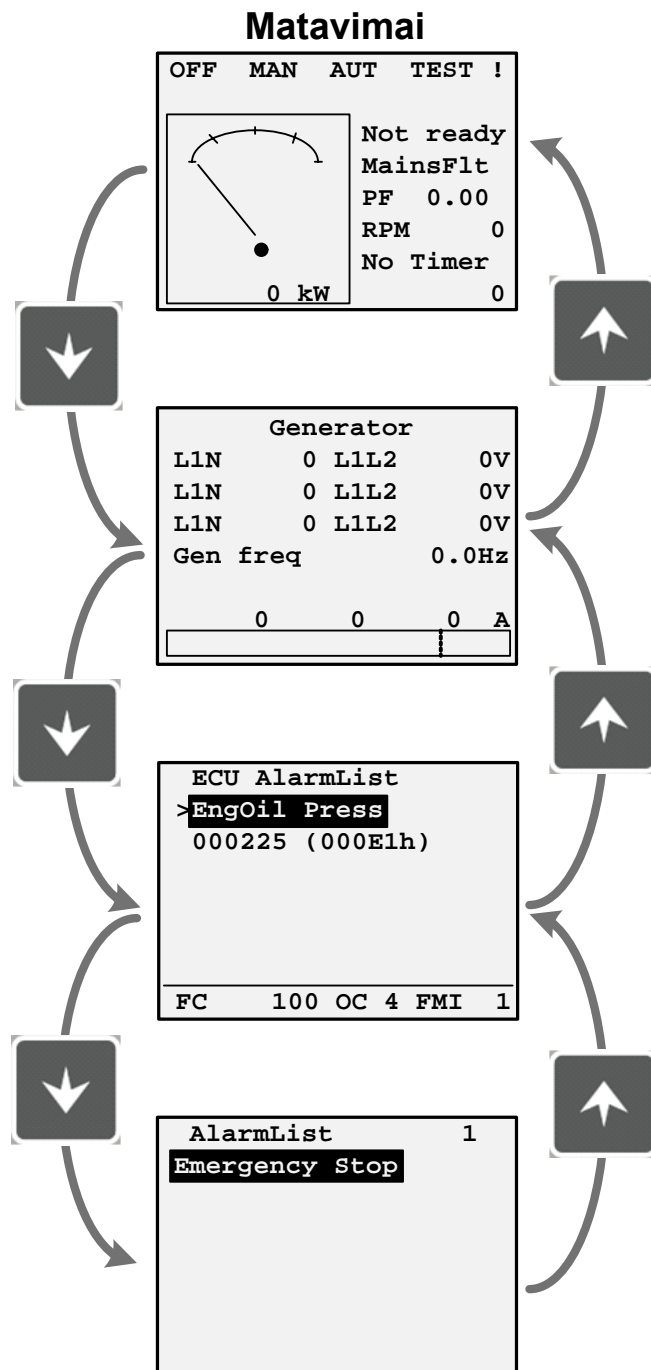 Matavimai
OFF MAN AUT TEST !
Not ready
MainsFlt
PF 0.00
RPM 0
No Timer
0 kW 0
Generator
L1N 0 L1L2 0V
L1N 0 L1L2 0V
L1N 0 L1L2 0V
Gen freq 0.0Hz
0 0 0 A
ECU AlarmList
>EngOil Press
000225 (000E1h)
FC 100 OC 4 FMI 1
AlarmList 1
Emergency Stop